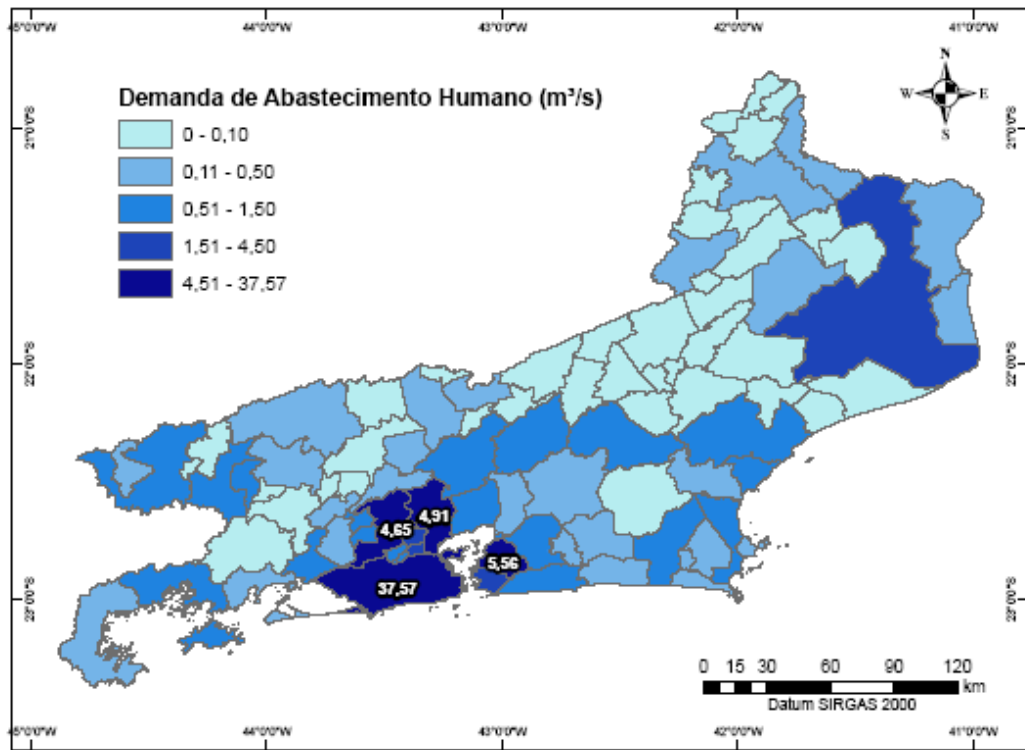 45°0'0"W 44°0'0"W 43°0'0"W 42°0'0"W 41°0'0"W
N
W E
S
Demanda de Abastecimento Humano (m³/s)
0 - 0,10
0,11 - 0,50
0,51 - 1,50
1,51 - 4,50
4,51 - 37,57
21°0'0"S 21°0'0"S
22°0'0"S 22°0'0"S
4,91
4,65
5,56
37,57
23°0'0"S 23°0'0"S
0 15 30 60 90 120
km
Datum SIRGAS 2000
45°0'0"W 44°0'0"W 43°0'0"W 42°0'0"W 41°0'0"W